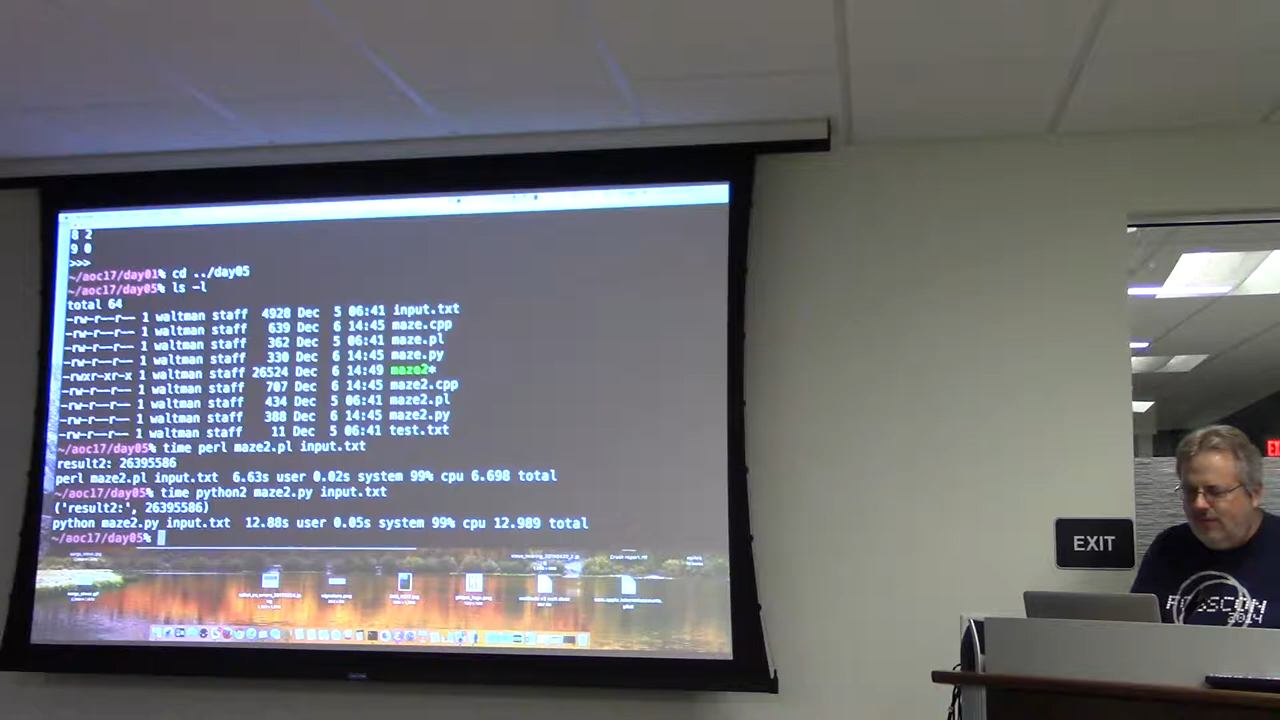 8 2
9 0
>>>
~/aoc17/day01% cd ../day05
~/aoc17/day05% ls -l
total 64
-rw-r--r-- 1 waltman staff 4928 Dec 5 06:41 input.txt
-rw-r--r-- 1 waltman staff 639 Dec 6 14:45 maze.cpp
-rw-r--r-- 1 waltman staff 362 Dec 5 06:41 maze.pl
-rw-r--r-- 1 waltman staff 330 Dec 6 14:45 maze.py
-rwxr-xr-x 1 waltman staff 26524 Dec 6 14:49 maze2*
-rw-r--r-- 1 waltman staff 707 Dec 6 14:45 maze2.cpp
-rw-r--r-- 1 waltman staff 434 Dec 5 06:41 maze2.pl
-rw-r--r-- 1 waltman staff 388 Dec 6 14:45 maze2.py
-rw-r--r-- 1 waltman staff 11 Dec 5 06:41 test.txt
~/aoc17/day05% time perl maze2.pl input.txt
result2: 26395586
perl maze2.pl input.txt 6.63s user 0.02s system 99% cpu 6.698 total
~/aoc17/day05% time python2 maze2.py input.txt
('result2:', 26395586)
python maze2.py input.txt 12.88s user 0.05s system 99% cpu 12.989 total
~/aoc17/day05%
EXIT
2014